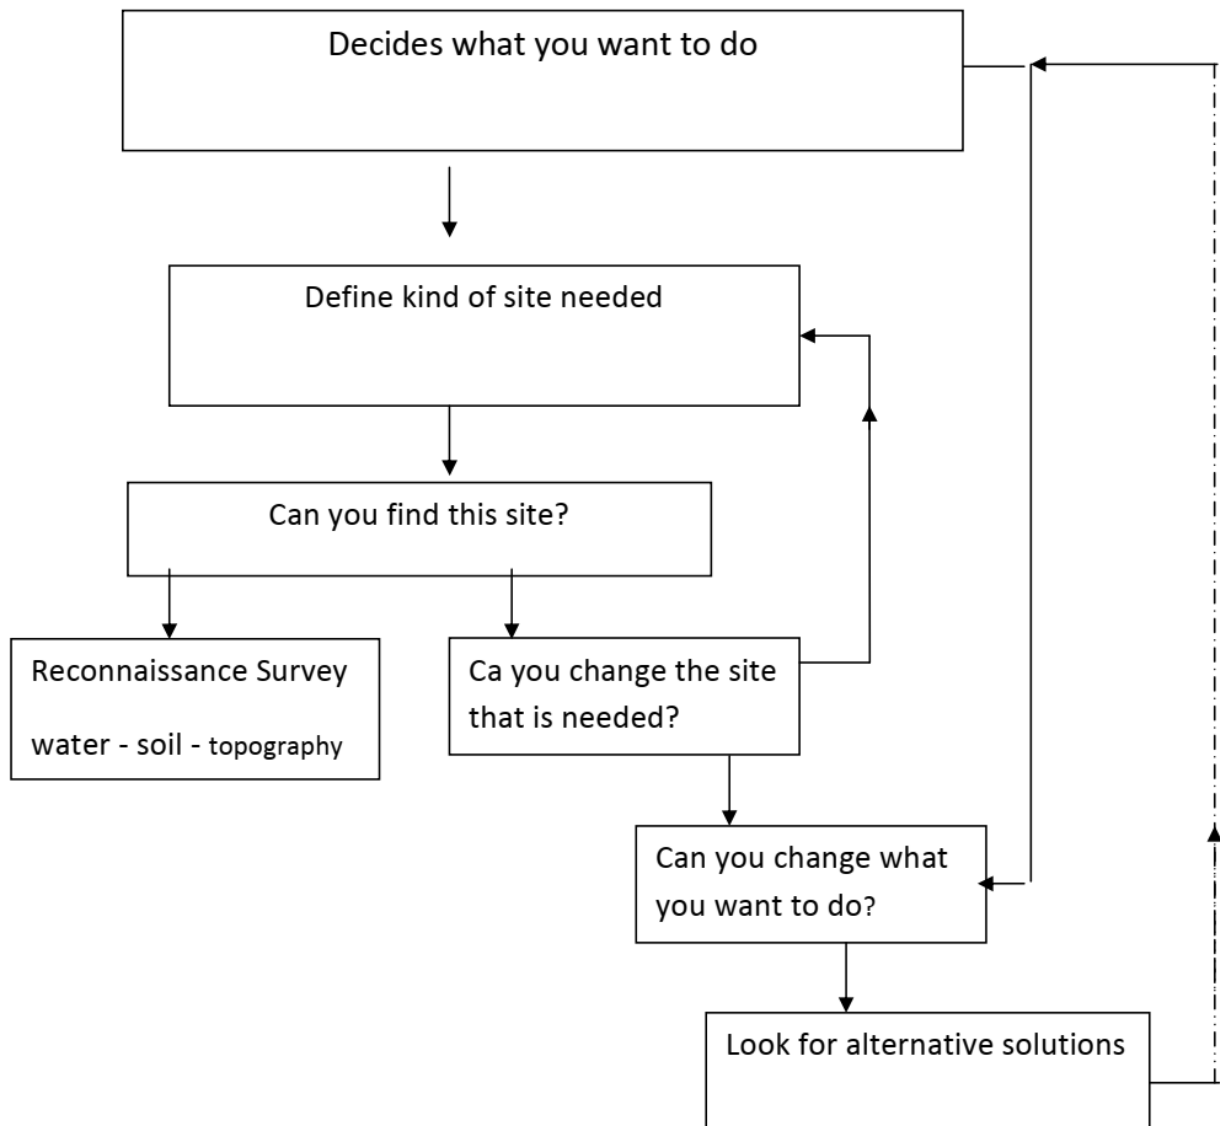 Decides what you want to do
Define kind of site needed
Can you find this site?
Reconnaissance Survey
water - soil - topography
Ca you change the site
that is needed?
Can you change what
you want to do?
Look for alternative solutions